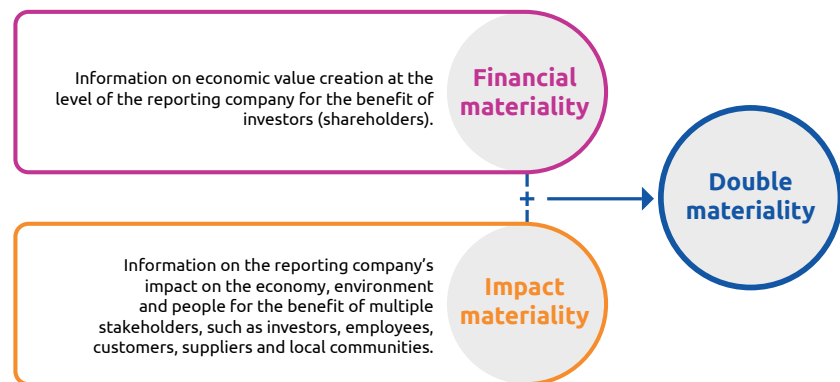 Information on economic value creation at the
level of the reporting company for the benefit of
investors (shareholders).
Financial
materiality
+
Double
materiality
Information on the reporting company’s
impact on the economy, environment
and people for the benefit of multiple
stakeholders, such as investors, employees,
customers, suppliers and local communities.
Impact
materiality